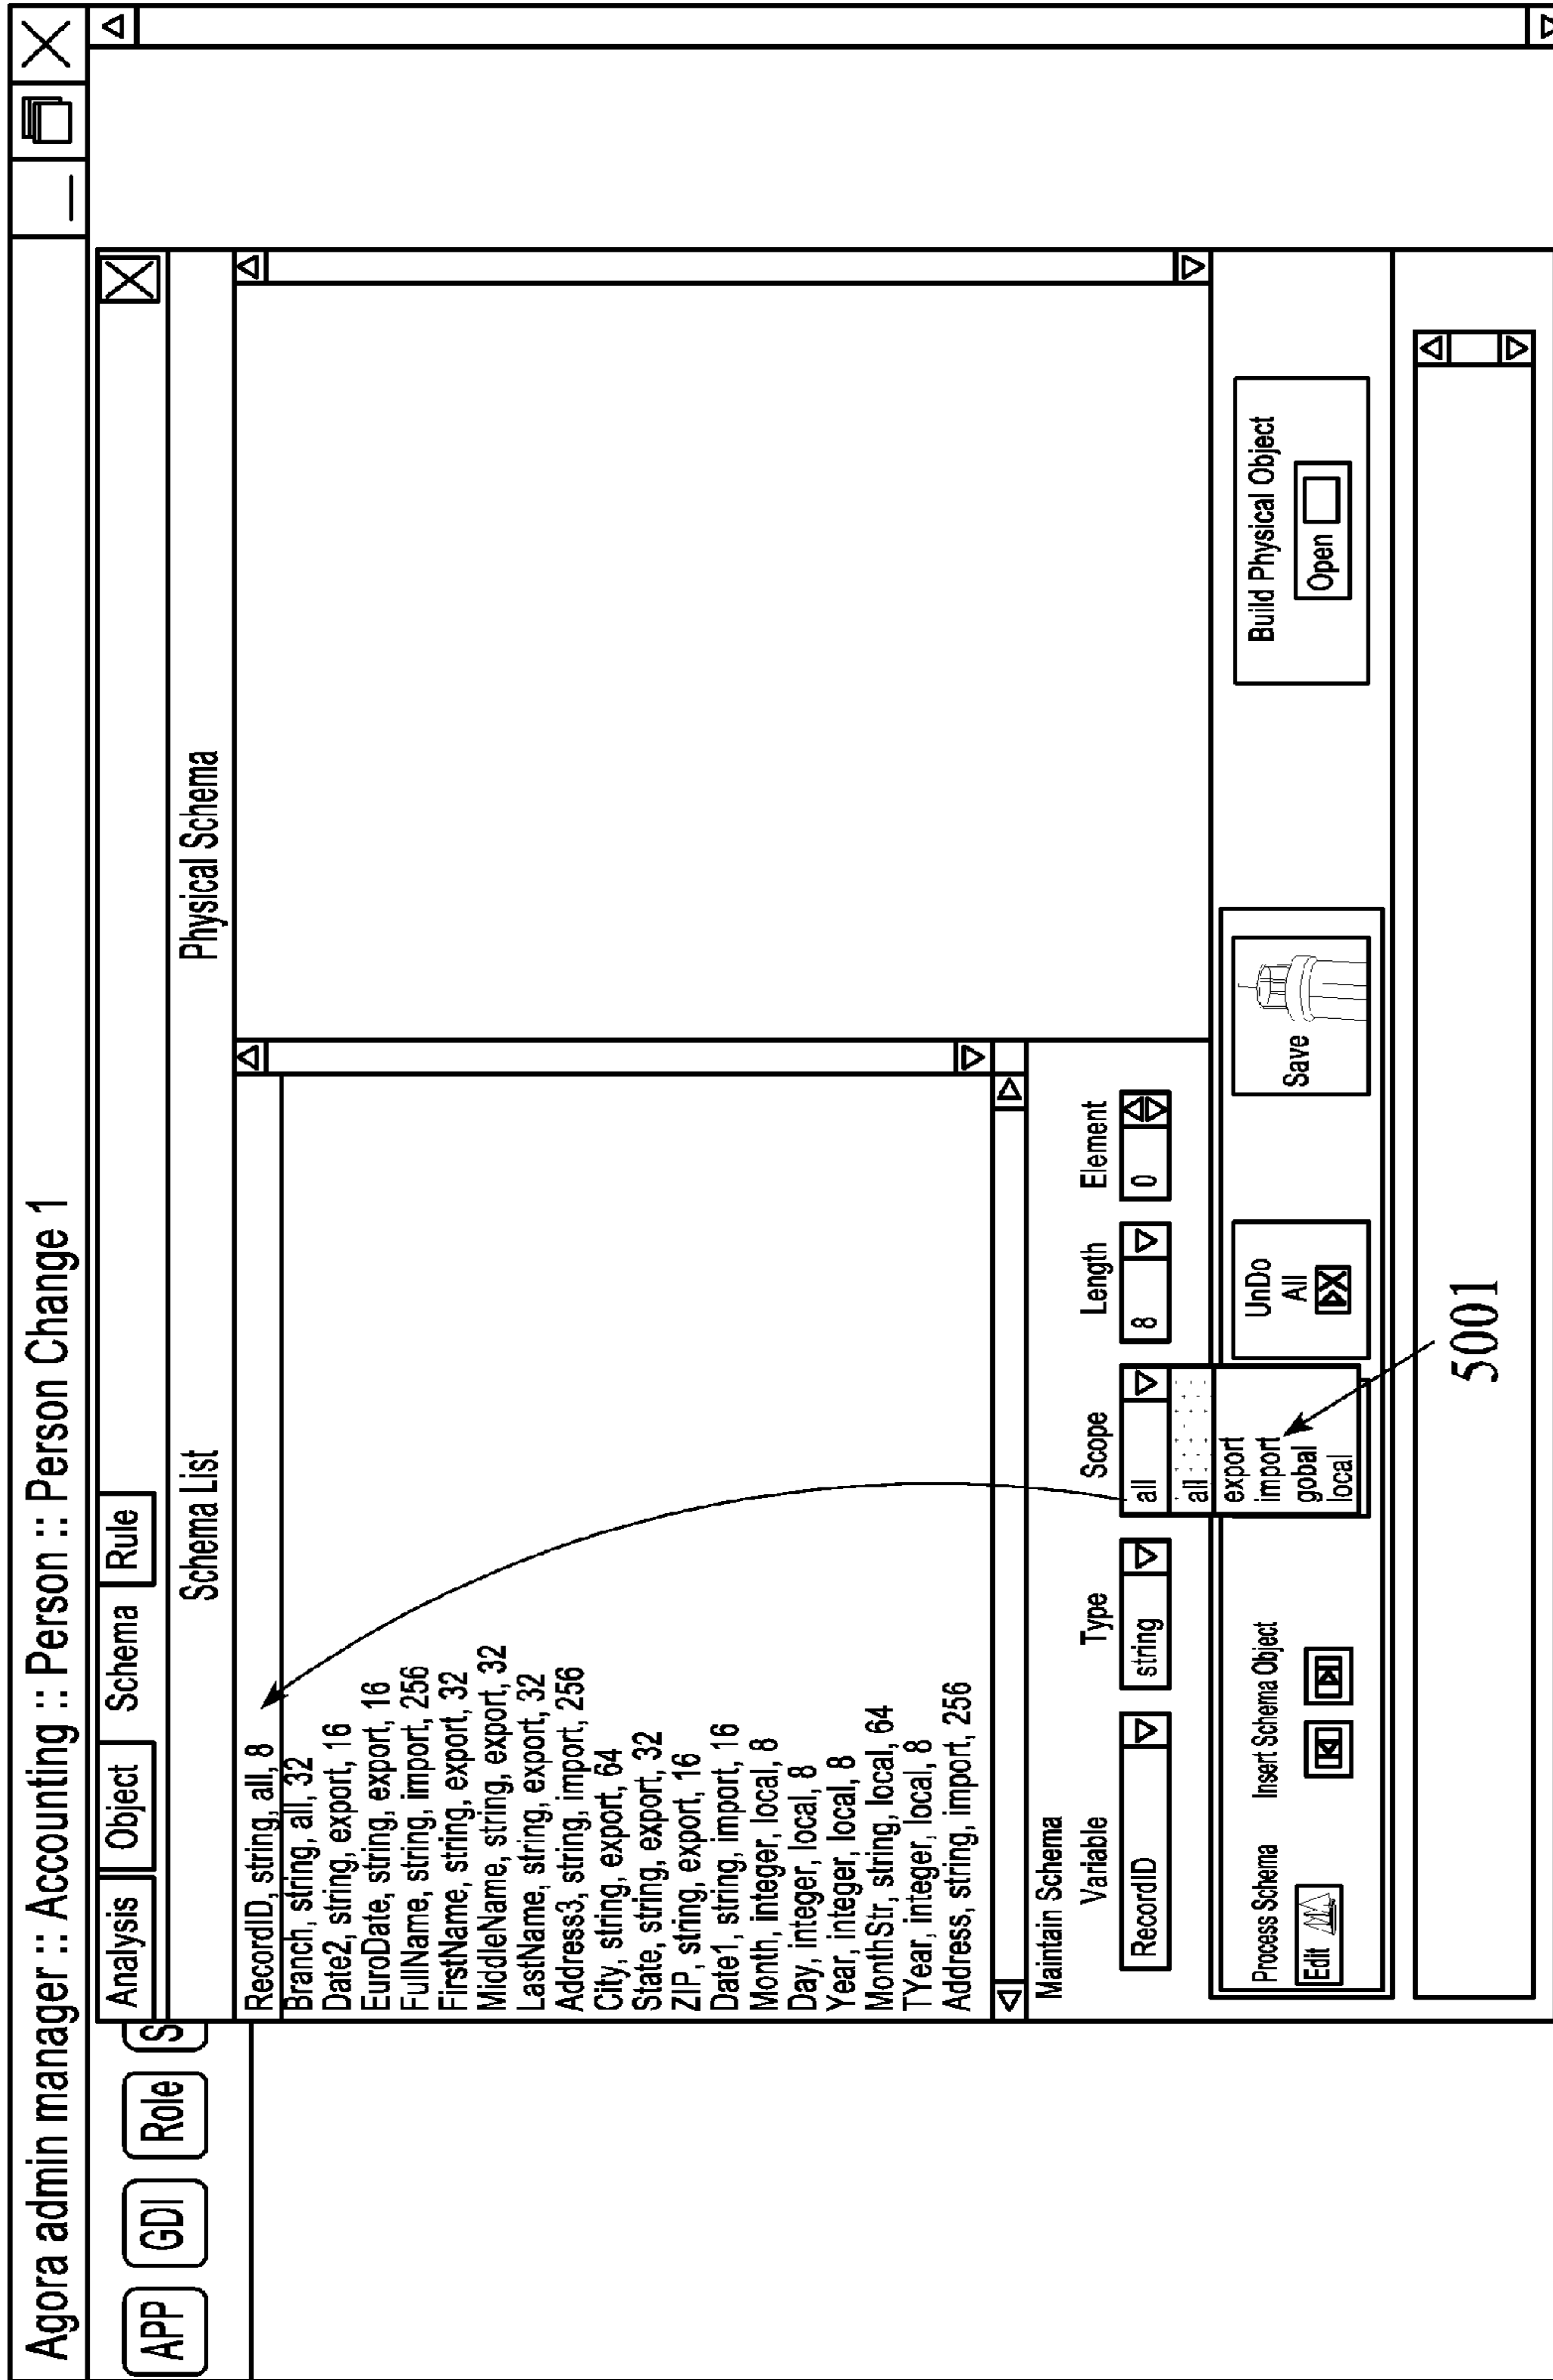 Agora admin manager :: Accounting :: Person :: Person Change 1
APP
GDI
Role
S
Analysis
Object
Schema
Rule
Schema List
Physical Schema
RecordID, string, all, 8
Branch, string, all, 32
Date2, string, export, 16
EuroDate, string, export, 16
FullName, string, import, 256
FirstName, string, export, 32
MiddleName, string, export, 32
LastName, string, export, 32
Address3, string, import, 256
City, string, export, 64
State, string, export, 32
ZIP, string, export, 16
Date1, string, import, 16
Month, integer, local, 8
Day, integer, local, 8
Year, integer, local, 8
MonthStr, string, local, 64
TYear, integer, local, 8
Address, string, import, 256
Maintain Schema
Variable
Type
Scope
Length
Element
RecordID
string
all
8
0
all
export
import
gobal
local
Process Schema
Insert Schema Object
Edit
UnDo
All
Save
Build Physical Object
Open
5001